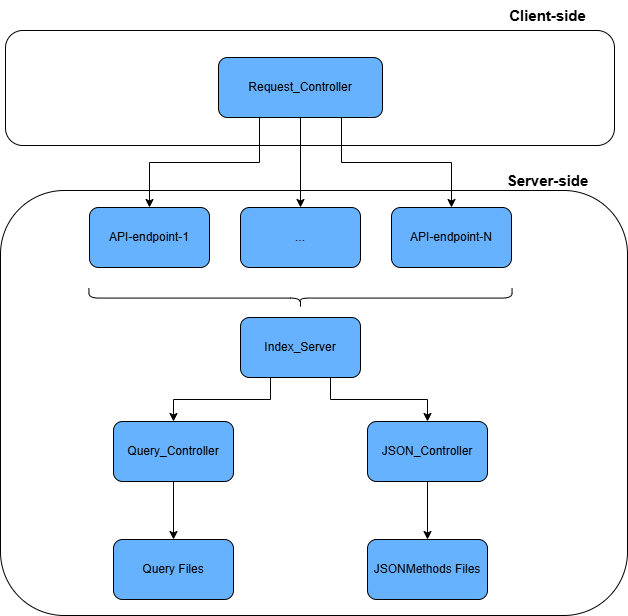 Client-side
Request_Controller
Server-side
API-endpoint-1
...
API-endpoint-N
Index_Server
Query_Controller
JSON_Controller
Query Files
JSONMethods Files